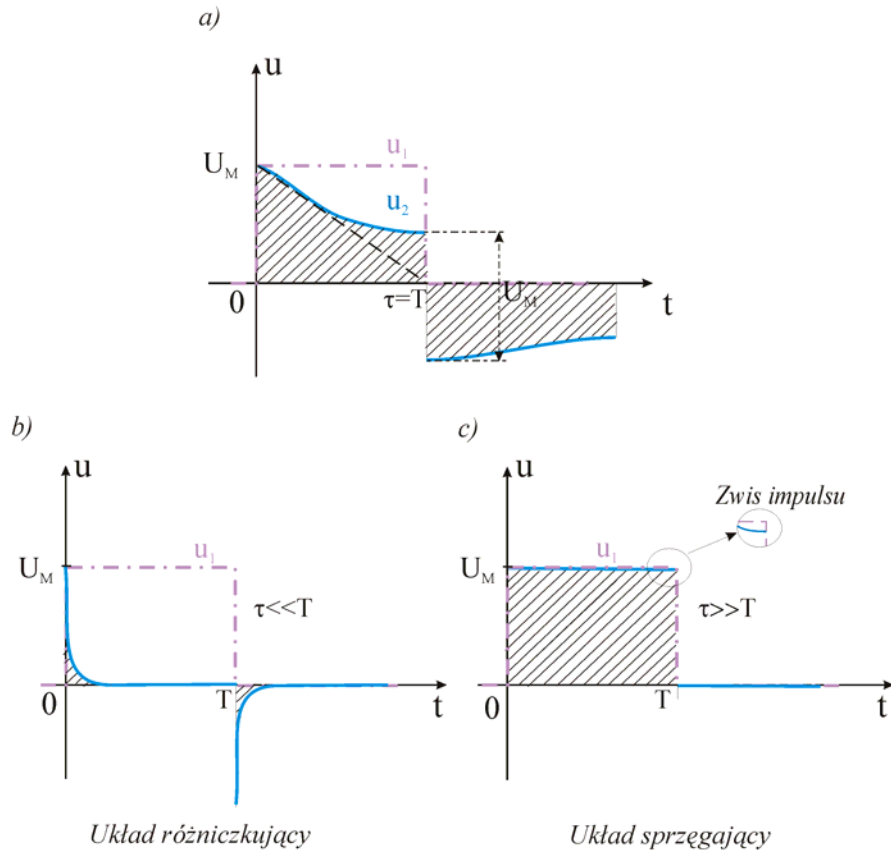 a)
u
U_M
u_1
u_2
0
τ=T
U_M
t
b)
u
U_M
u_1
τ<<T
0
T
t
Układ różniczkujący
c)
u
Zwis impulsu
U_M
u_1
τ>>T
0
T
t
Układ sprzęgający